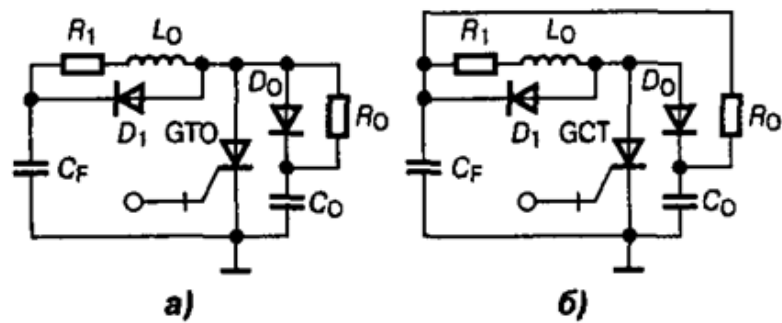 R1 LO
DO
RO
D1 GTO
CF
CO
а)
R1 LO
DO
RO
D1 GCT
CF
CO
б)